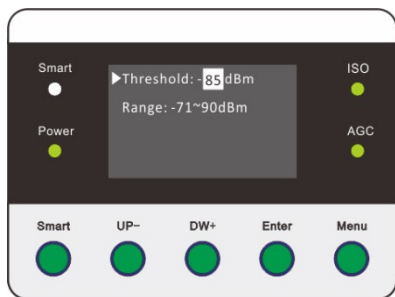 Smart
ISO
Threshold: -85dBm
Range: -71~90dBm
Power
AGC
Smart
UP-
DW+
Enter
Menu